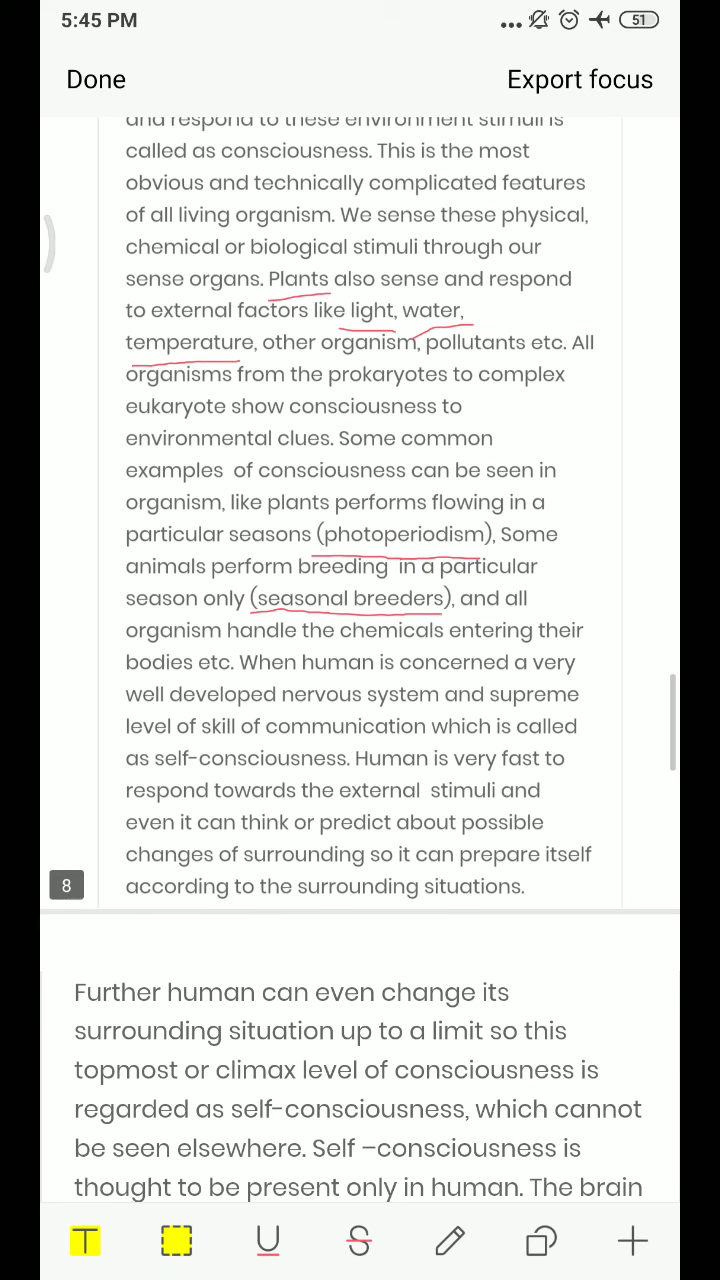 5:45 PM
51
Done
Export focus
and respond to these environment stimuli is
called as consciousness. This is the most
obvious and technically complicated features
of all living organism. We sense these physical,
chemical or biological stimuli through our
sense organs. Plants also sense and respond
to external factors like light, water,
temperature, other organism, pollutants etc. All
organisms from the prokaryotes to complex
eukaryote show consciousness to
environmental clues. Some common
examples of consciousness can be seen in
organism, like plants performs flowing in a
particular seasons (photoperiodism), Some
animals perform breeding in a particular
season only (seasonal breeders), and all
organism handle the chemicals entering their
bodies etc. When human is concerned a very
well developed nervous system and supreme
level of skill of communication which is called
as self-consciousness. Human is very fast to
respond towards the external stimuli and
even it can think or predict about possible
changes of surrounding so it can prepare itself
according to the surrounding situations.
8
Further human can even change its
surrounding situation up to a limit so this
topmost or climax level of consciousness is
regarded as self-consciousness, which cannot
be seen elsewhere. Self –consciousness is
thought to be present only in human. The brain
T
U
S